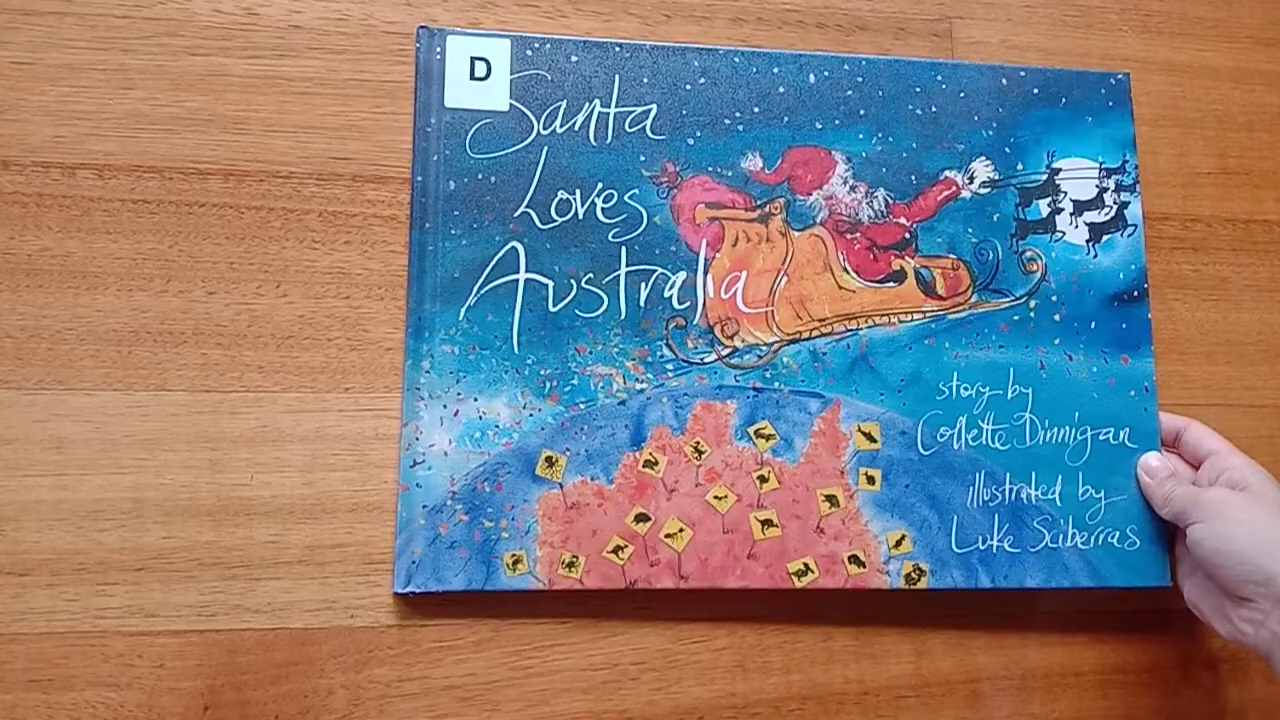 D
Santa
Loves
Australia
story by
Collette Dinnigan
illustrated by
Luke Sciberras